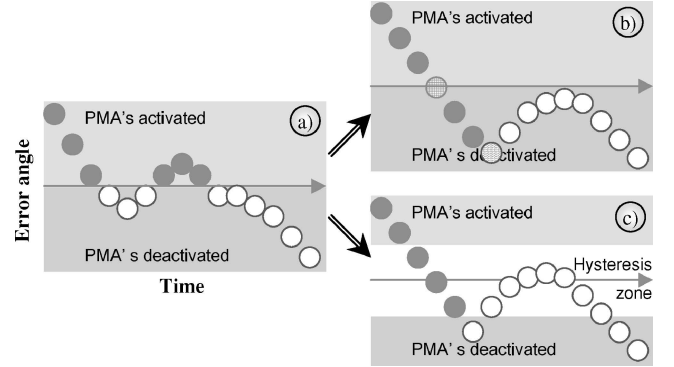 PMA's activated
a)
PMA' s deactivated
Error angle
Time
PMA's activated
b)
PMA' s deactivated
PMA's activated
c)
Hysteresis
zone
PMA' s deactivated